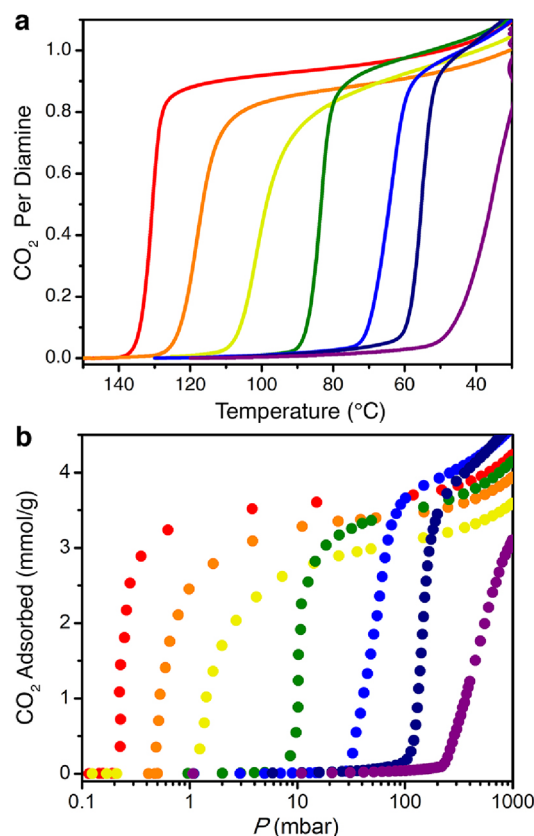 a
CO2 Per Diamine
1.0
0.8
0.6
0.4
0.2
0.0
140 120 100 80 60 40
Temperature (°C)
b
CO2 Adsorbed (mmol/g)
4
3
2
1
0
0.1 1 10 100 1000
P (mbar)